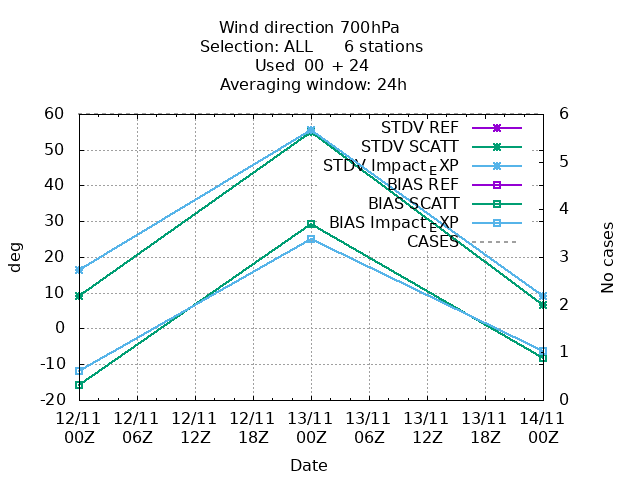 Wind direction 700hPa
Selection: ALL 6 stations
Used 00 + 24
Averaging window: 24h
60 6
STDV REF
STDV SCATT
50 5
STDV Impact_EXP
40
BIAS REF
BIAS SCATT
4
30
BIAS Impact_EXP
CASES
20 3
deg
No cases
10 2
0
1
-10
-20 0
12/11 12/11 12/11 12/11 13/11 13/11 13/11 13/11 14/11
00Z 06Z 12Z 18Z 00Z 06Z 12Z 18Z 00Z
Date